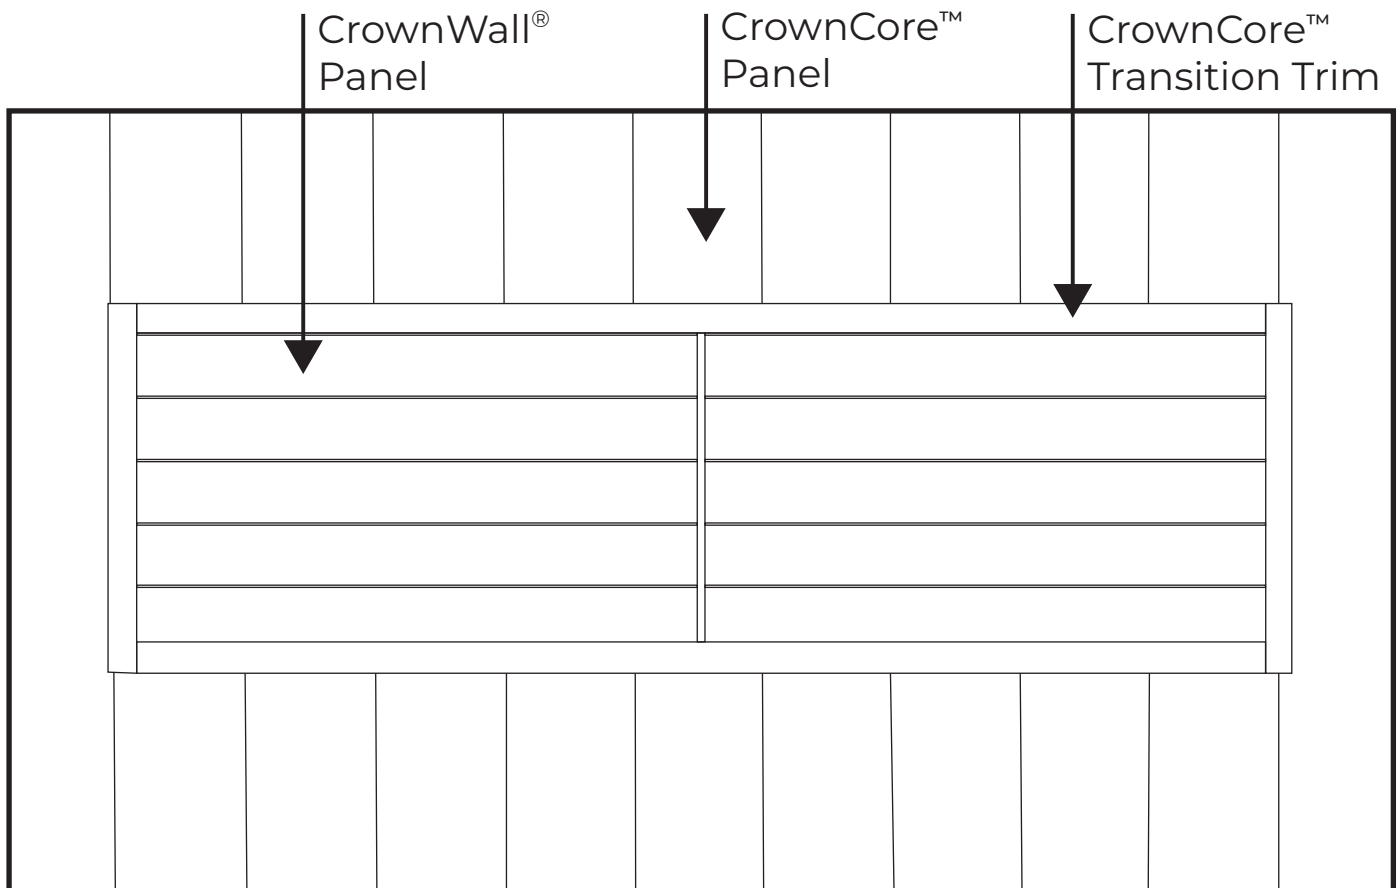 CrownWall®
Panel
CrownCore™
Panel
CrownCore™
Transition Trim